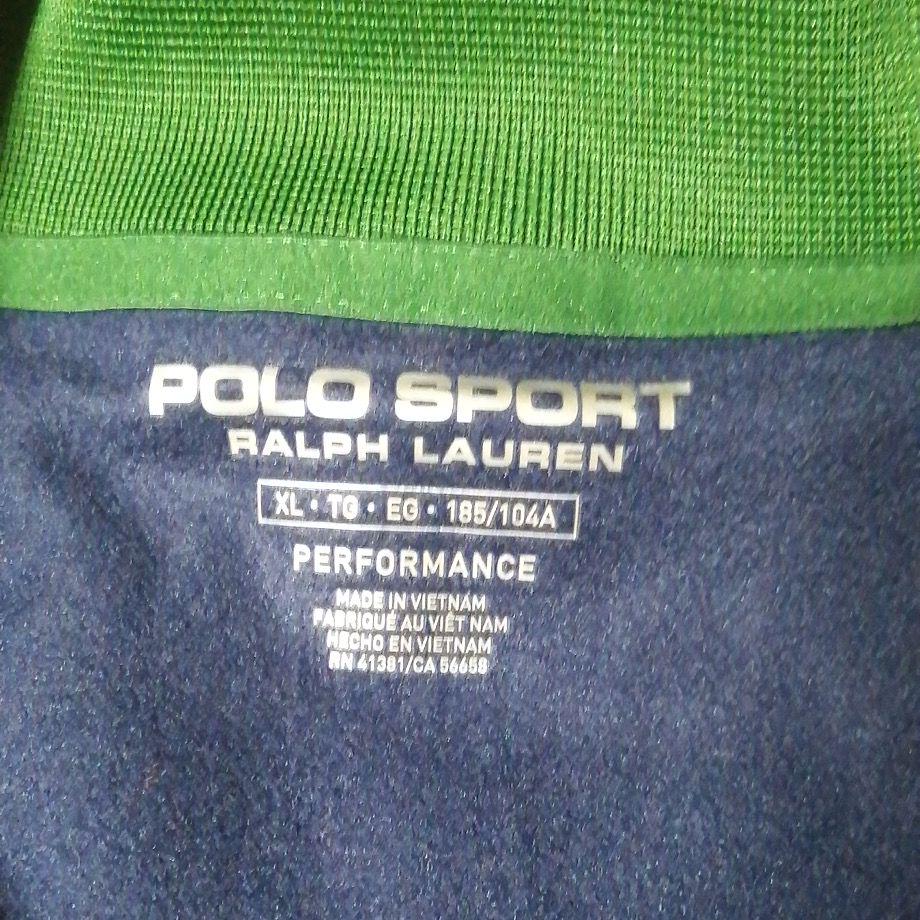 POLO SPORT
RALPH LAUREN
XL • TG • EG • 185/104A
PERFORMANCE
MADE IN VIETNAM
FABRIQUÉ AU VIÊT NAM
HECHO EN VIETNAM
RN 41381/CA 56658